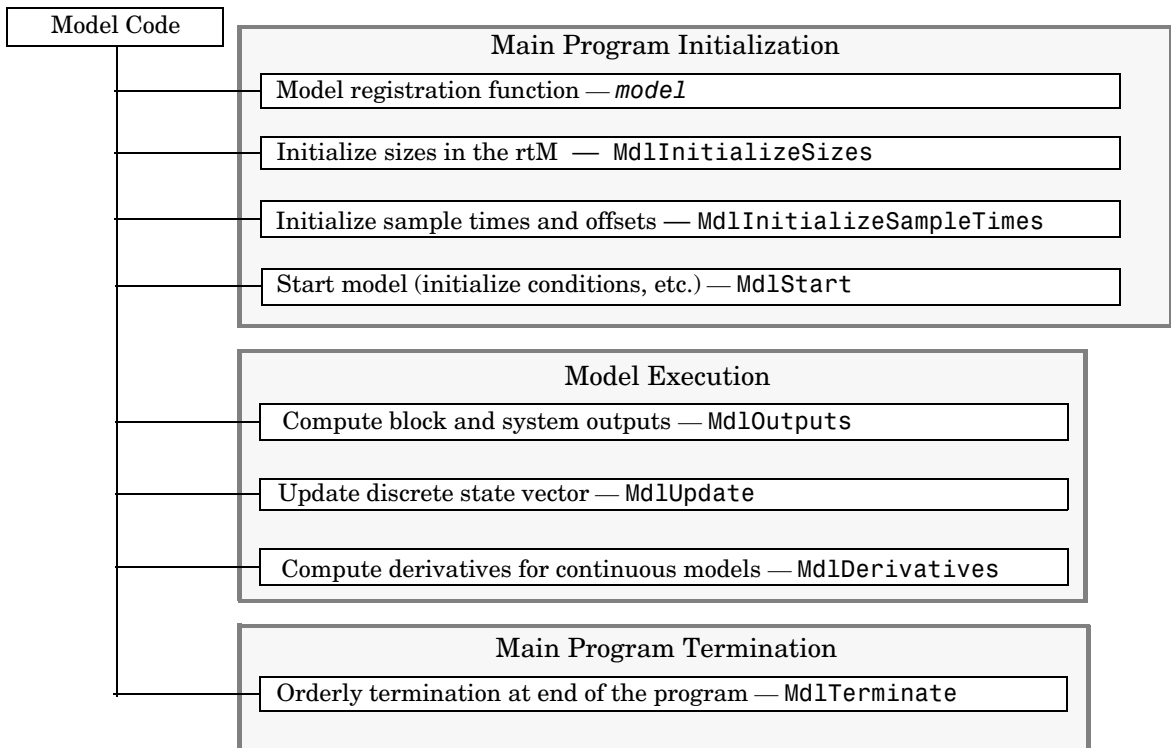 Model Code
Main Program Initialization
Model registration function — model
Initialize sizes in the rtM — MdlInitializeSizes
Initialize sample times and offsets — MdlInitializeSampleTimes
Start model (initialize conditions, etc.) — MdlStart
Model Execution
Compute block and system outputs — MdlOutputs
Update discrete state vector — MdlUpdate
Compute derivatives for continuous models — MdlDerivatives
Main Program Termination
Orderly termination at end of the program — MdlTerminate